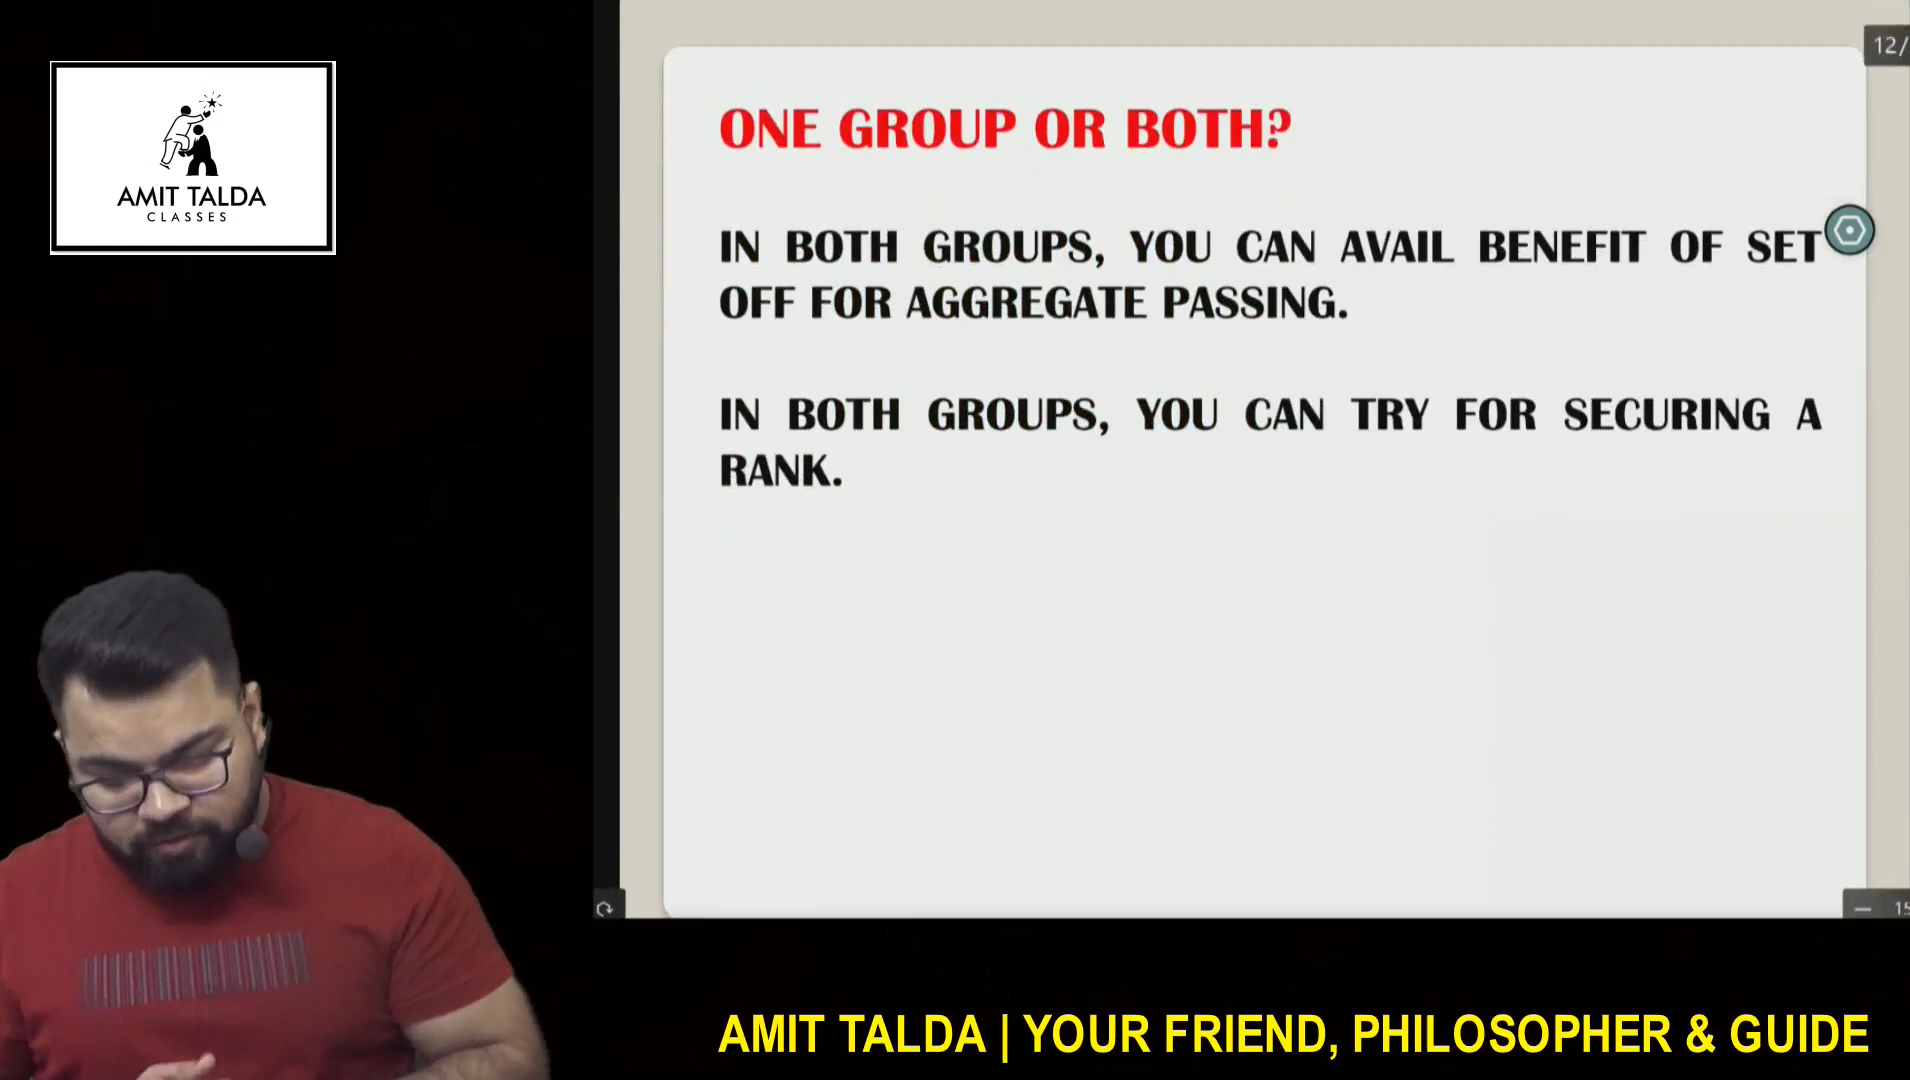 AMIT TALDA
CLASSES
12/
ONE GROUP OR BOTH?
IN BOTH GROUPS, YOU CAN AVAIL BENEFIT OF SET
OFF FOR AGGREGATE PASSING.
IN BOTH GROUPS, YOU CAN TRY FOR SECURING A
RANK.
15
AMIT TALDA | YOUR FRIEND, PHILOSOPHER & GUIDE